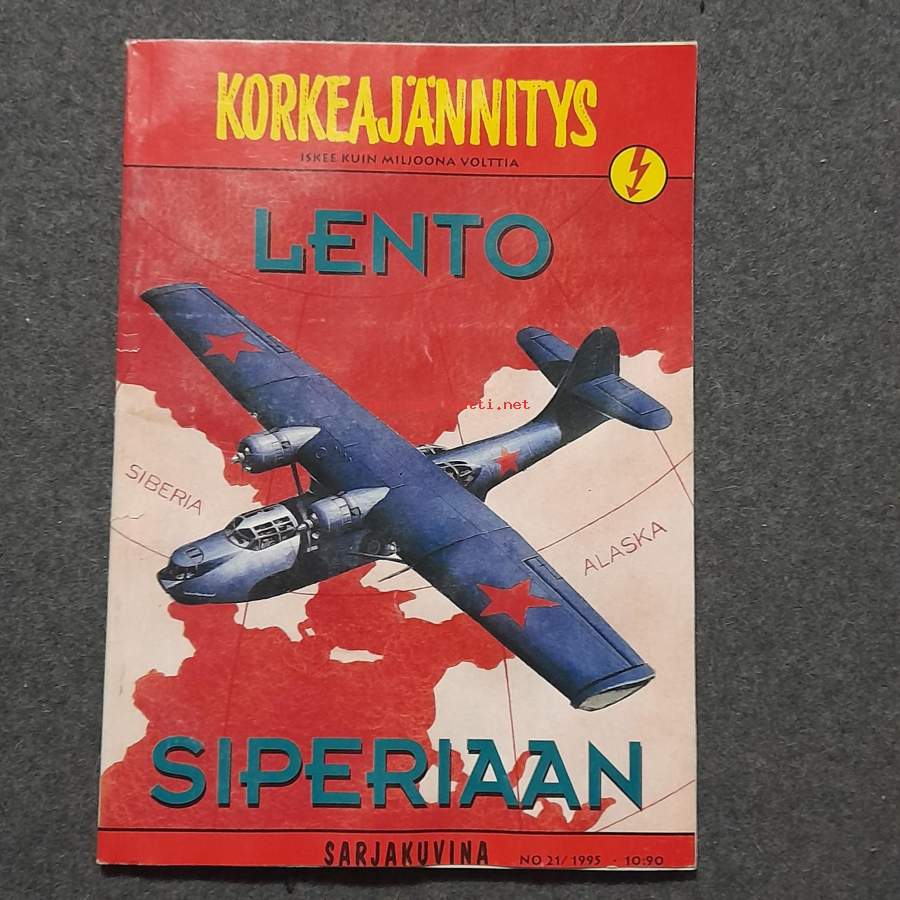 KORKEAJÄNNITYS
ISKEE KUIN MILJOONA VOLTTIA
LENTO
SIBERIA
ALASKA
SIPERIAAN
SARJAKUVINA
NO 21/1995 · 10:90